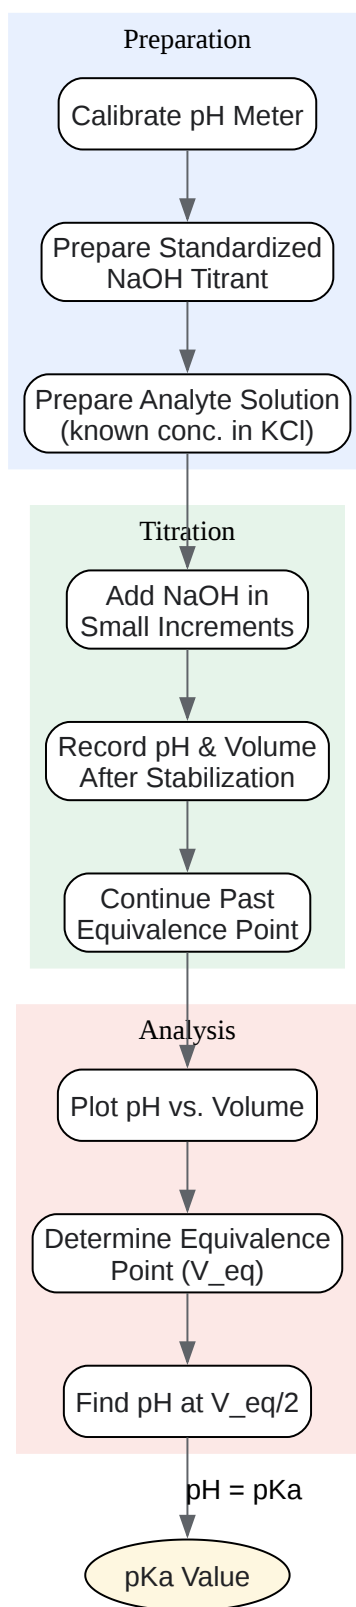 Preparation
Calibrate pH Meter
Prepare Standardized
NaOH Titrant
Prepare Analyte Solution
(known conc. in KCl)
Titration
Add NaOH in
Small Increments
Record pH & Volume
After Stabilization
Continue Past
Equivalence Point
Analysis
Plot pH vs. Volume
Determine Equivalence
Point (V_eq)
Find pH at V_eq/2
pH = pKa
pKa Value